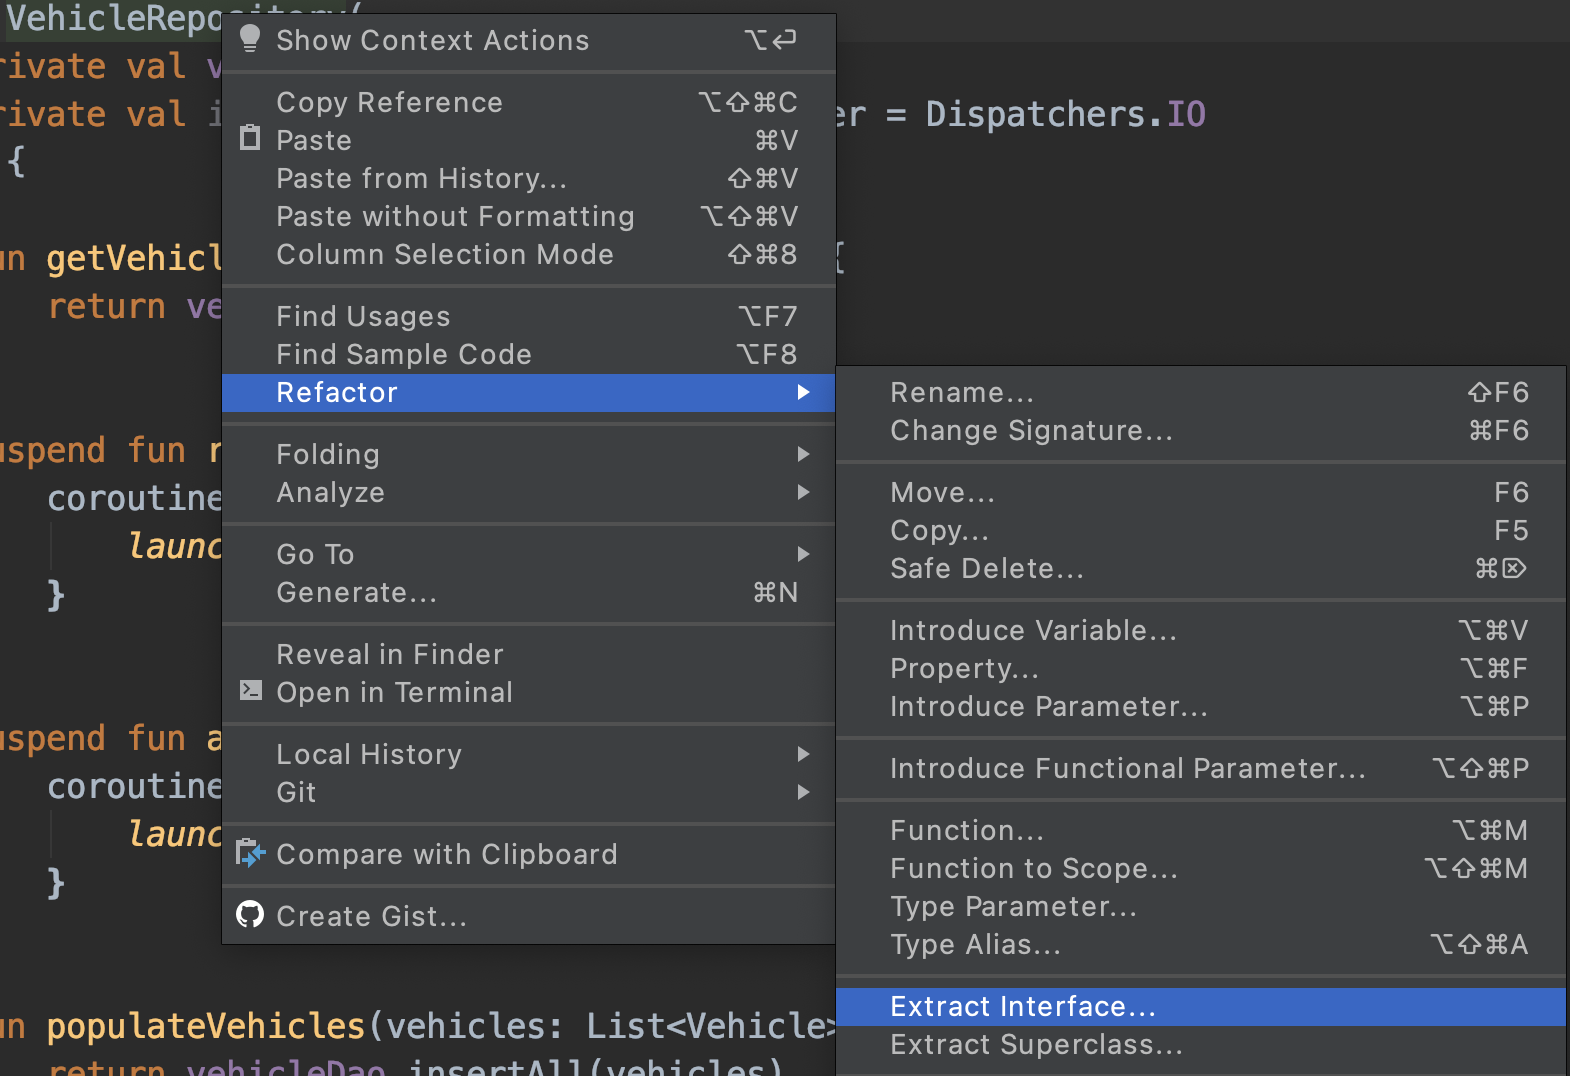 VehicleRepository(
Show Context Actions ⌥⏎
rivate val v
Copy Reference ⌥⇧⌘C
rivate val i er = Dispatchers.IO
Paste ⌘V
{
Paste from History... ⇧⌘V
Paste without Formatting ⌥⇧⌘V
Column Selection Mode ⇧⌘8
un getVehicl {
return ve
Find Usages ⌥F7
Find Sample Code ⌥F8
Refactor
Folding
Analyze
Go To
Generate... ⌘N
Reveal in Finder
Open in Terminal
Local History
Git
Compare with Clipboard
Create Gist...
Rename... ⇧F6
Change Signature... ⌘F6
Move... F6
Copy... F5
Safe Delete... ⌘⌦
Introduce Variable... ⌥⌘V
Property... ⌥⌘F
Introduce Parameter... ⌥⌘P
Introduce Functional Parameter... ⌥⇧⌘P
Function... ⌥⌘M
Function to Scope... ⌥⇧⌘M
Type Parameter...
Type Alias... ⌥⇧⌘A
Extract Interface...
Extract Superclass...
uspend fun r
coroutine
launc
}
uspend fun a
coroutine
launc
}
un populateVehicles(vehicles: List<Vehicle>
return vehicleDao.insertAll(vehicles)